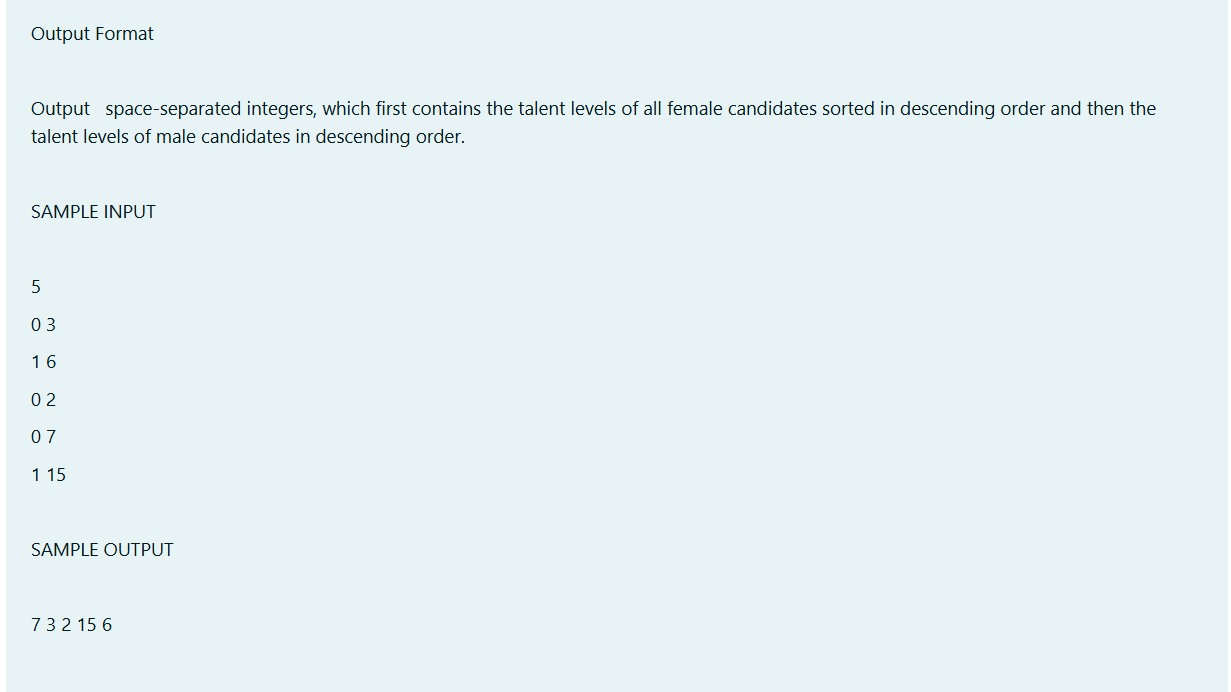 Output Format
Output space-separated integers, which first contains the talent levels of all female candidates sorted in descending order and then the
talent levels of male candidates in descending order.
SAMPLE INPUT
5
0 3
1 6
0 2
0 7
1 15
SAMPLE OUTPUT
7 3 2 15 6